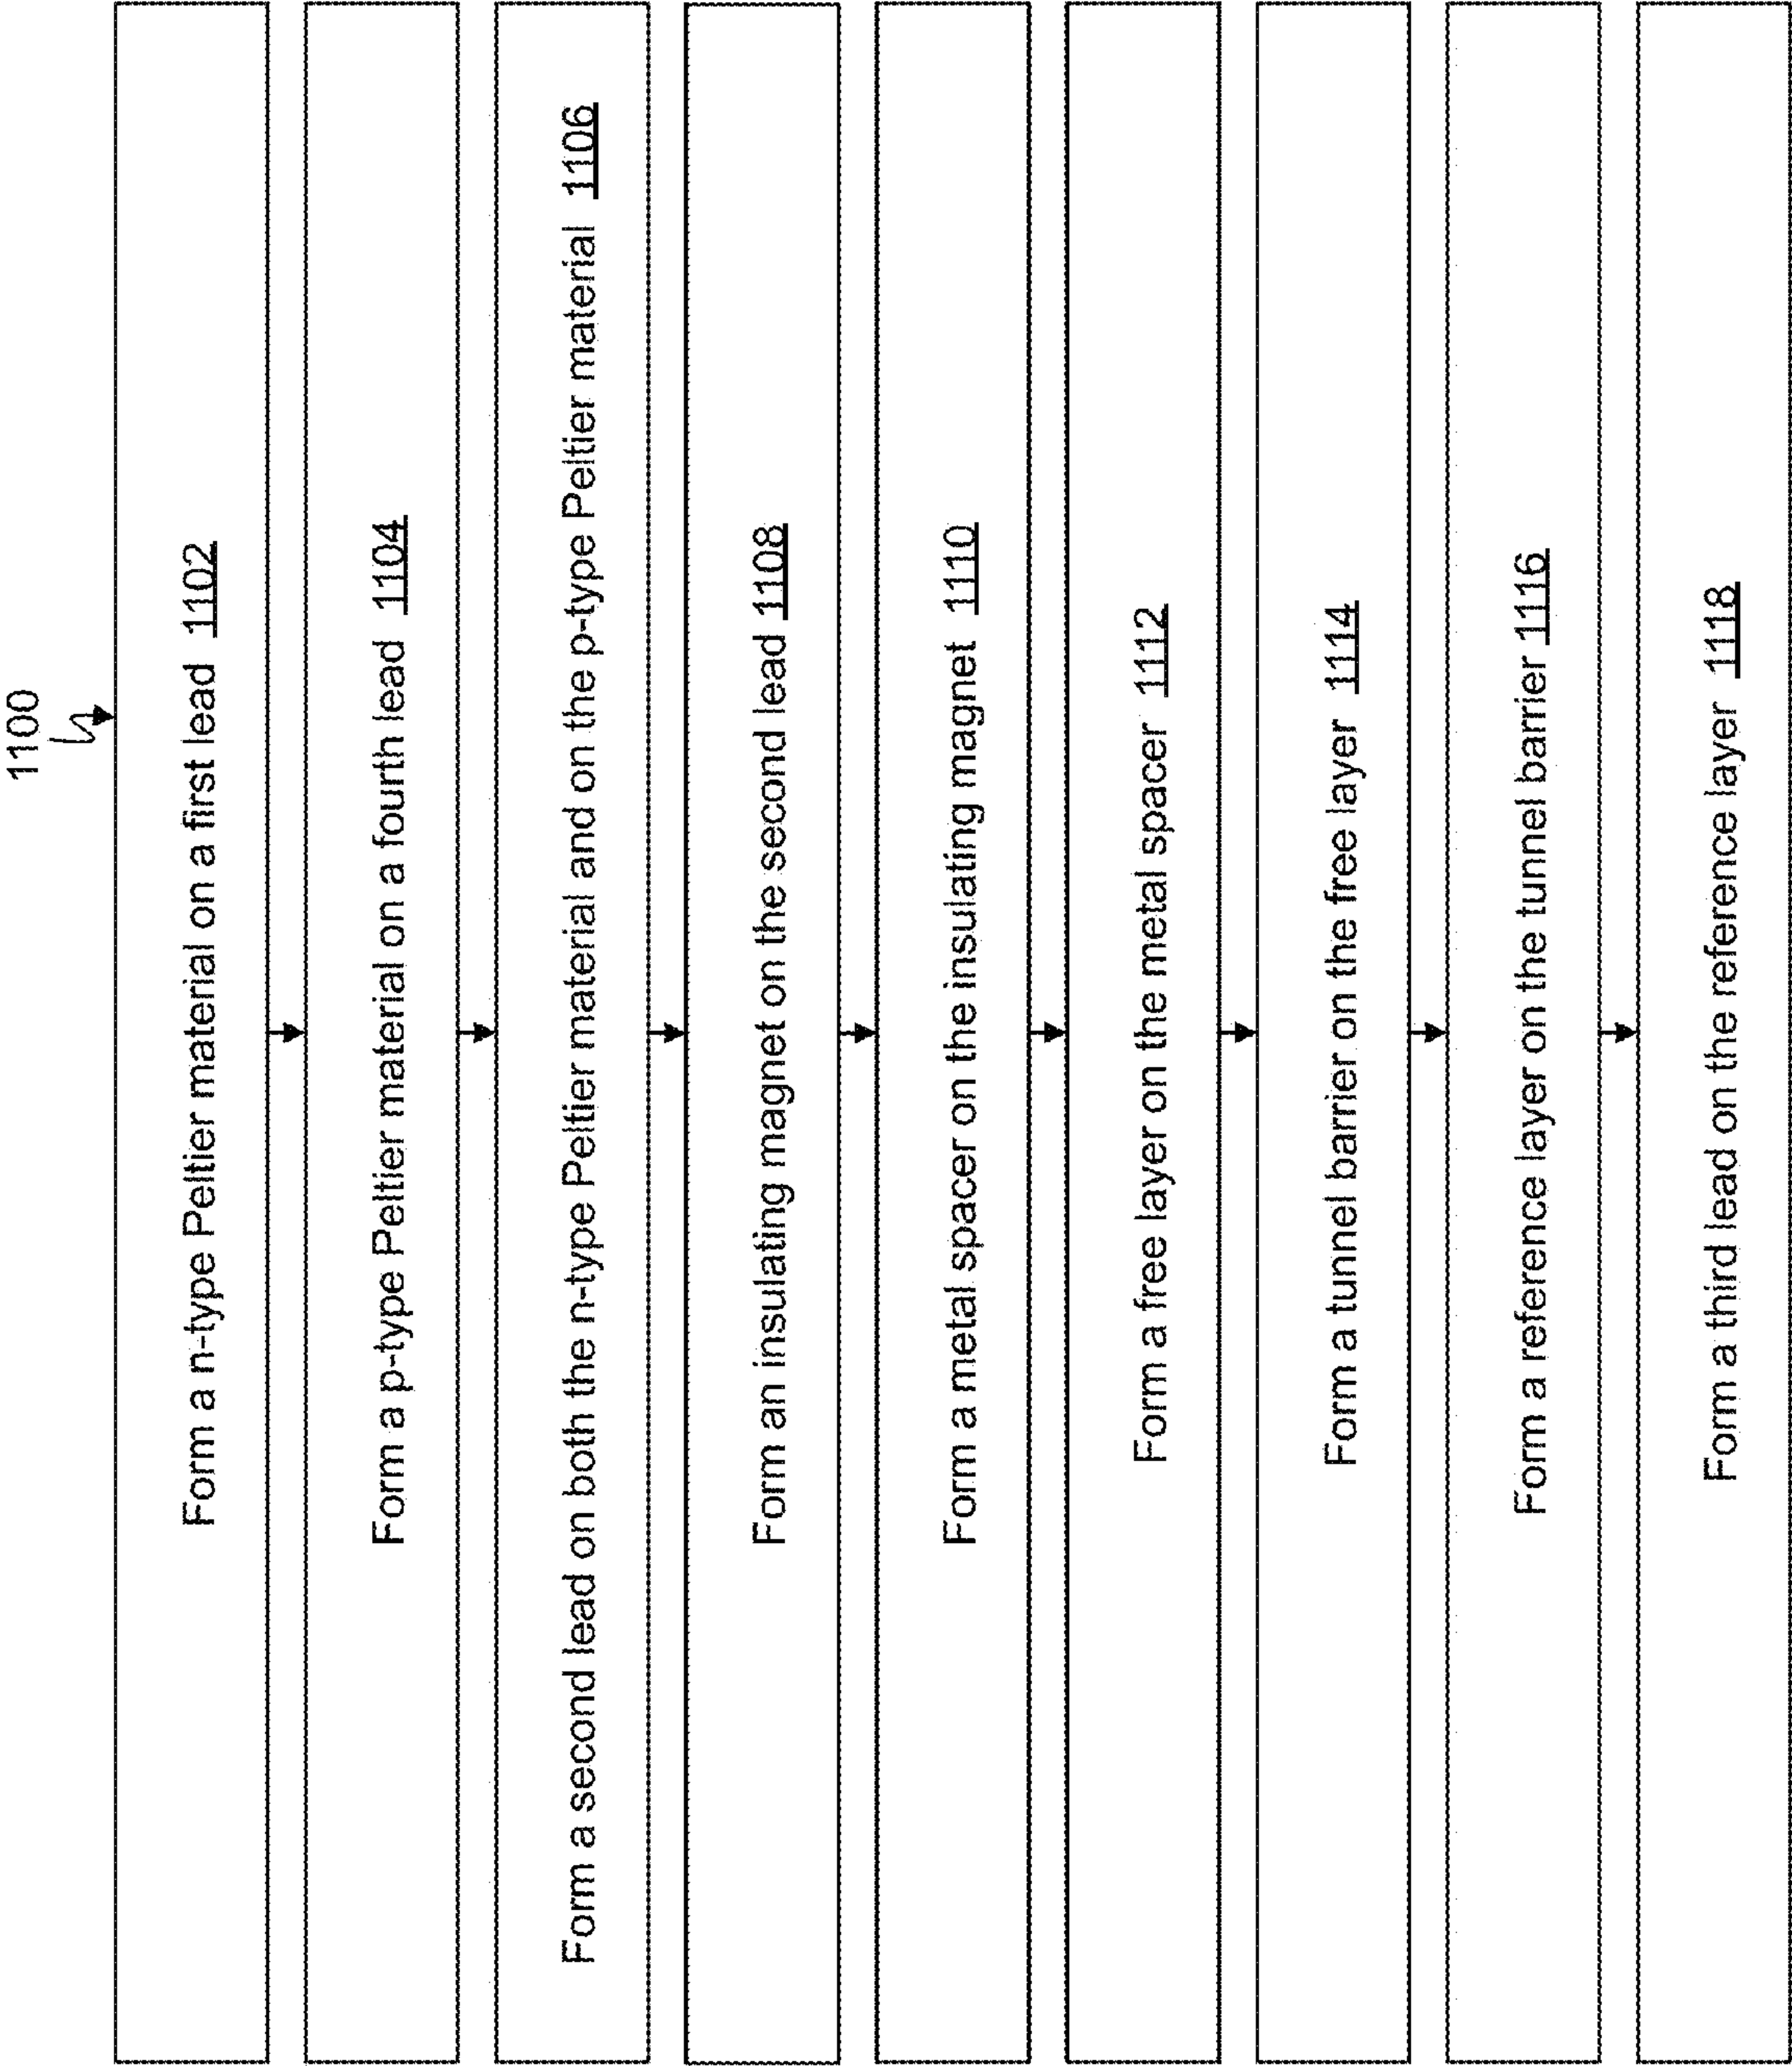 1100
Form a n-type Peltier material on a first lead 1102
Form a p-type Peltier material on a fourth lead 1104
Form a second lead on both the n-type Peltier material and on the p-type Peltier material 1106
Form an insulating magnet on the second lead 1108
Form a metal spacer on the insulating magnet 1110
Form a free layer on the metal spacer 1112
Form a tunnel barrier on the free layer 1114
Form a reference layer on the tunnel barrier 1116
Form a third lead on the reference layer 1118